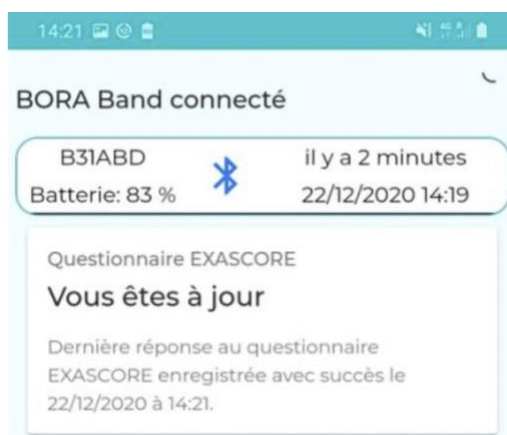 14:21
BORA Band connecté
B31ABD
il y a 2 minutes
Batterie: 83 %
22/12/2020 14:19
Questionnaire EXASCORE
Vous êtes à jour
Dernière réponse au questionnaire
EXASCORE enregistrée avec succès le
22/12/2020 à 14:21.